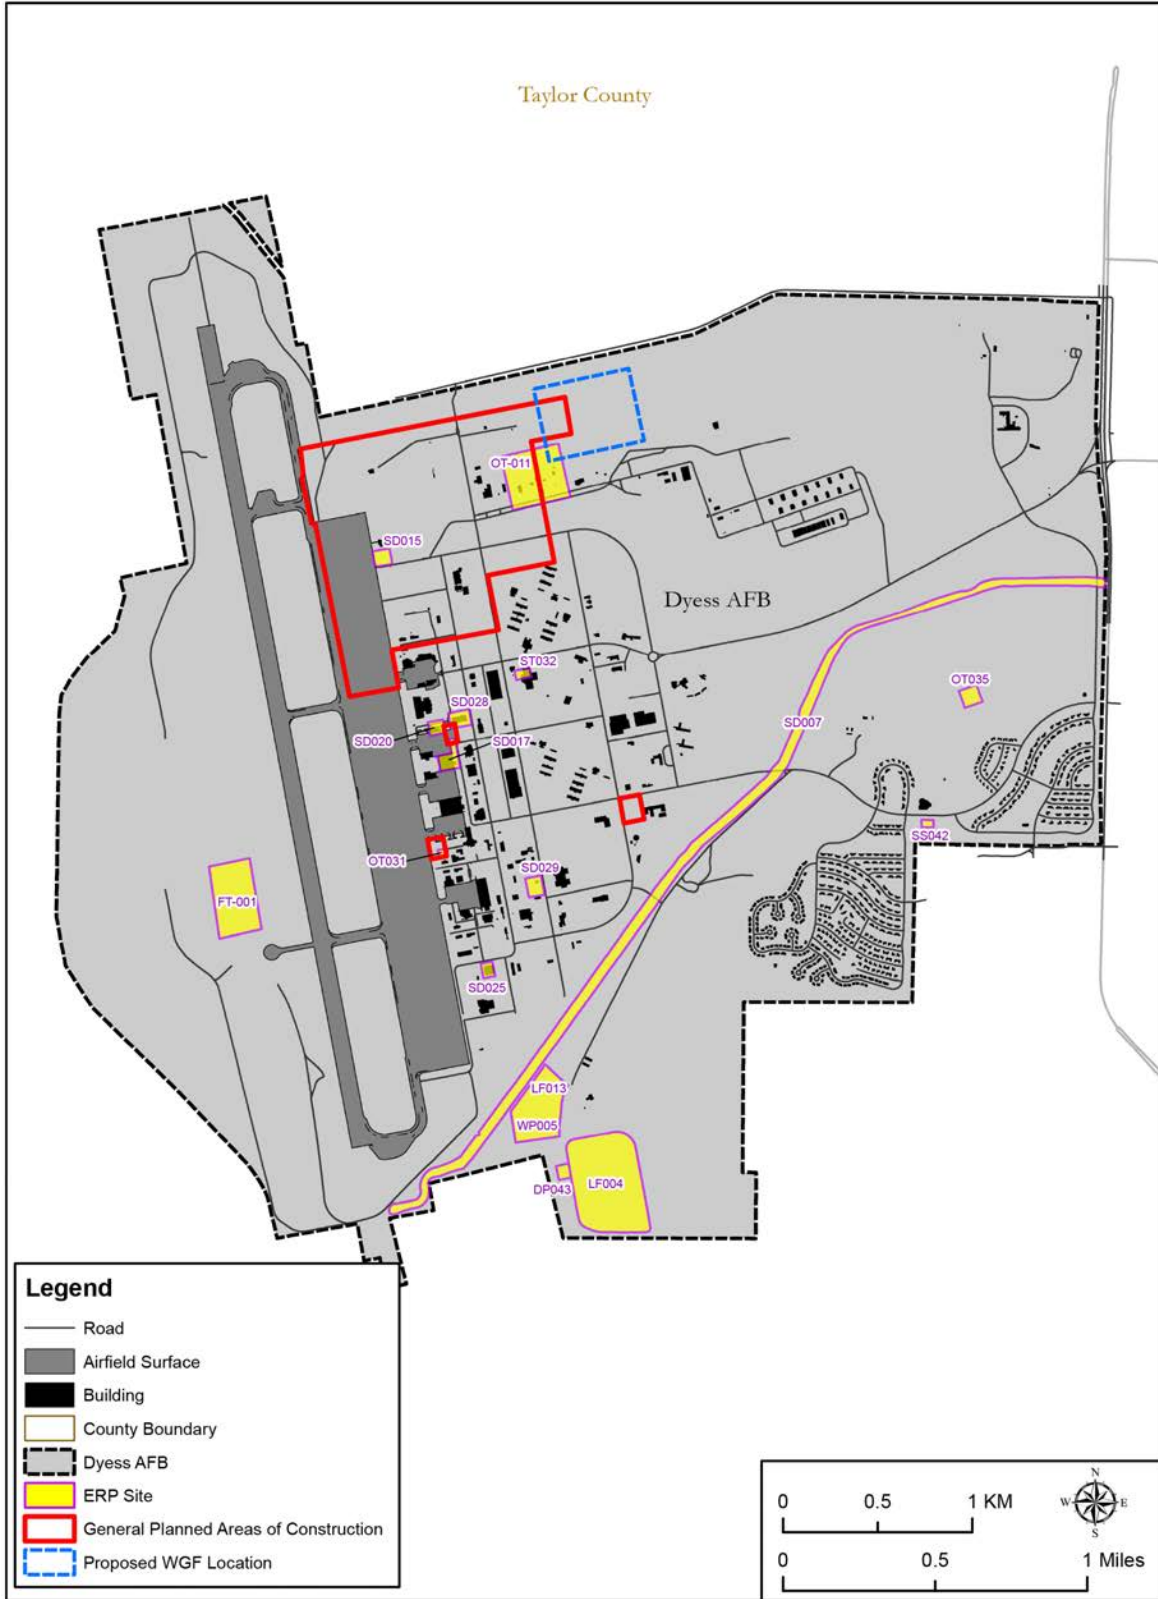 Taylor County
OT-011
SD015
Dyess AFB
ST032
OT035
SD028
SD007
SD020
SD017
SS042
OT031
SD029
FT-001
SD025
LF013
WP005
DP043
LF004
Legend
Road
Airfield Surface
Building
County Boundary
Dyess AFB
ERP Site
General Planned Areas of Construction
Proposed WGF Location
0 0.5 1 KM
N
W E
S
0 0.5 1 Miles